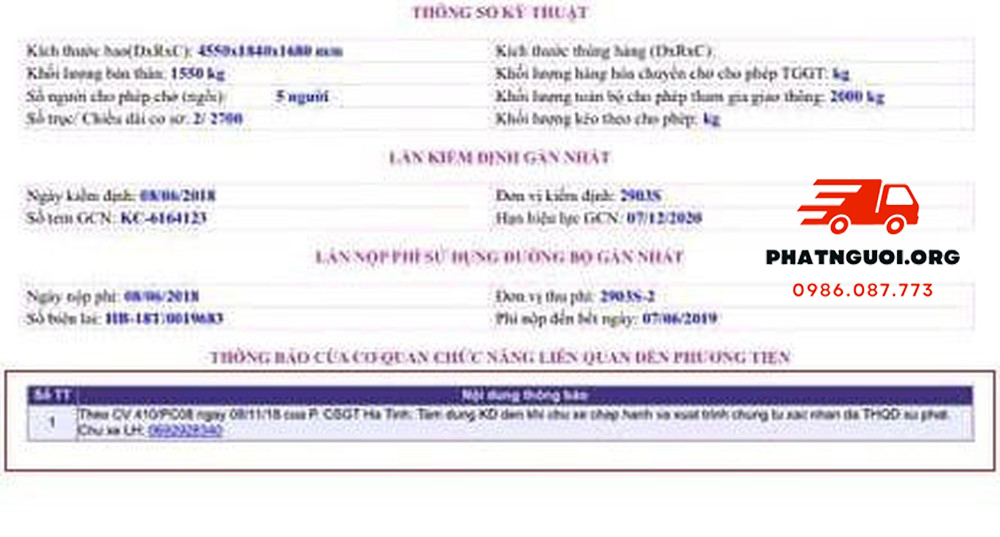 THÔNG SỐ KỸ THUẬT
Kích thước bao(DxRxC): 4550x1840x1680 mm
Kích thước thùng hàng (DxRxC):
Khối lượng bản thân: 1550 kg
Khối lượng hàng hóa chuyên chở cho phép TGGT: kg
Số người cho phép chở (ngồi): 5 người
Khối lượng toàn bộ cho phép tham gia giao thông: 2000 kg
Số trục/ Chiều dài cơ sở: 2/ 2700
Khối lượng kéo theo cho phép: kg
LẦN KIỂM ĐỊNH GẦN NHẤT
Ngày kiểm định: 08/06/2018
Đơn vị kiểm định: 2903S
Số tem GCN: KC-6164123
Hạn hiệu lực GCN: 07/12/2020
PHATNGUOI.ORG
0986.087.773
LẦN NỘP PHÍ SỬ DỤNG ĐƯỜNG BỘ GẦN NHẤT
Ngày nộp phí: 08/06/2018
Đơn vị thu phí: 2903S-2
Số biên lai: HB-18T/0019683
Phí nộp đến hết ngày: 07/06/2019
THÔNG BÁO CỦA CƠ QUAN CHỨC NĂNG LIÊN QUAN ĐẾN PHƯƠNG TIỆN
Số TT
Nội dung thông báo
1
Theo CV 410/PC08 ngay 09/11/18 cua P. CSGT Ha Tinh. Tam dung KD den khi chu xe chap hanh va xuat trinh chung tu xac nhan da THQD xu phat.
Chu xe LH: